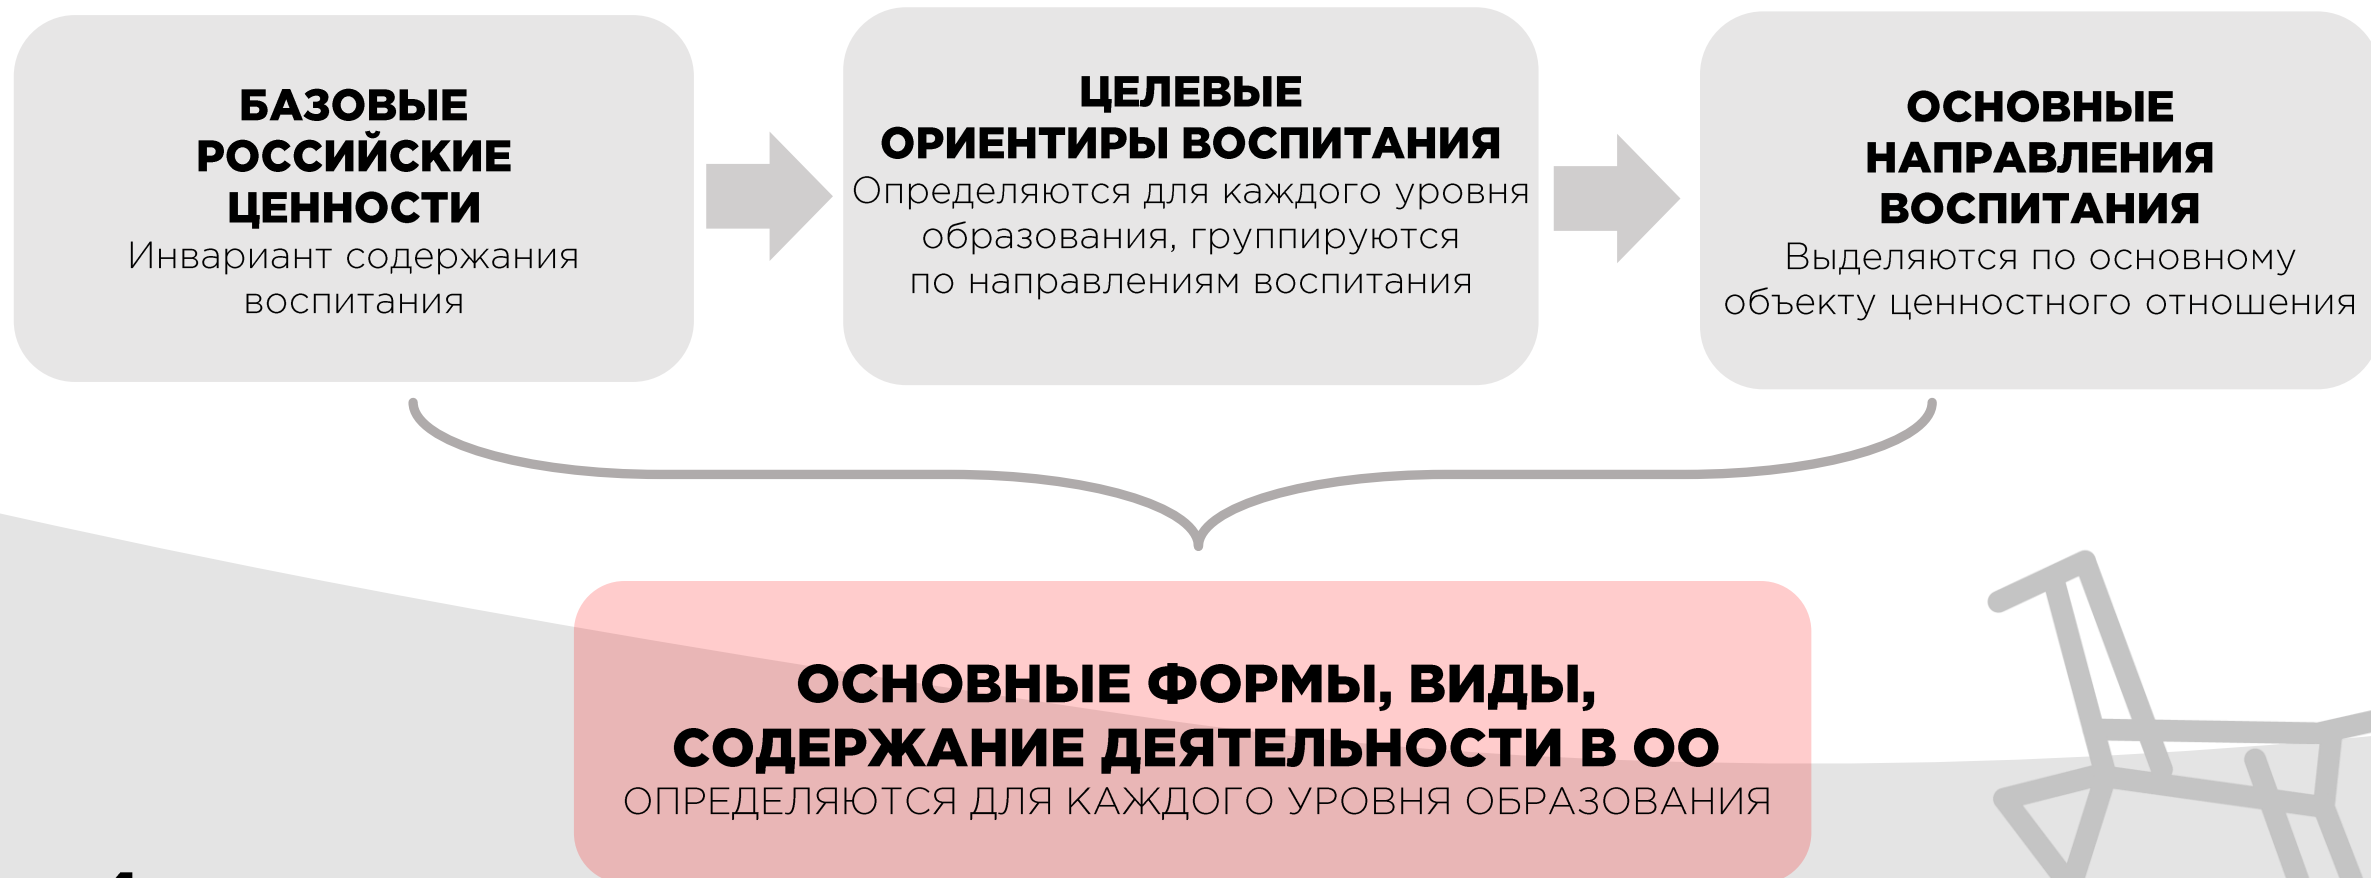 БАЗОВЫЕ
РОССИЙСКИЕ
ЦЕННОСТИ
Инвариант содержания
воспитания
ЦЕЛЕВЫЕ
ОРИЕНТИРЫ ВОСПИТАНИЯ
Определяются для каждого уровня
образования, группируются
по направлениям воспитания
ОСНОВНЫЕ
НАПРАВЛЕНИЯ
ВОСПИТАНИЯ
Выделяются по основному
объекту ценностного отношения
ОСНОВНЫЕ ФОРМЫ, ВИДЫ,
СОДЕРЖАНИЕ ДЕЯТЕЛЬНОСТИ В ОО
ОПРЕДЕЛЯЮТСЯ ДЛЯ КАЖДОГО УРОВНЯ ОБРАЗОВАНИЯ